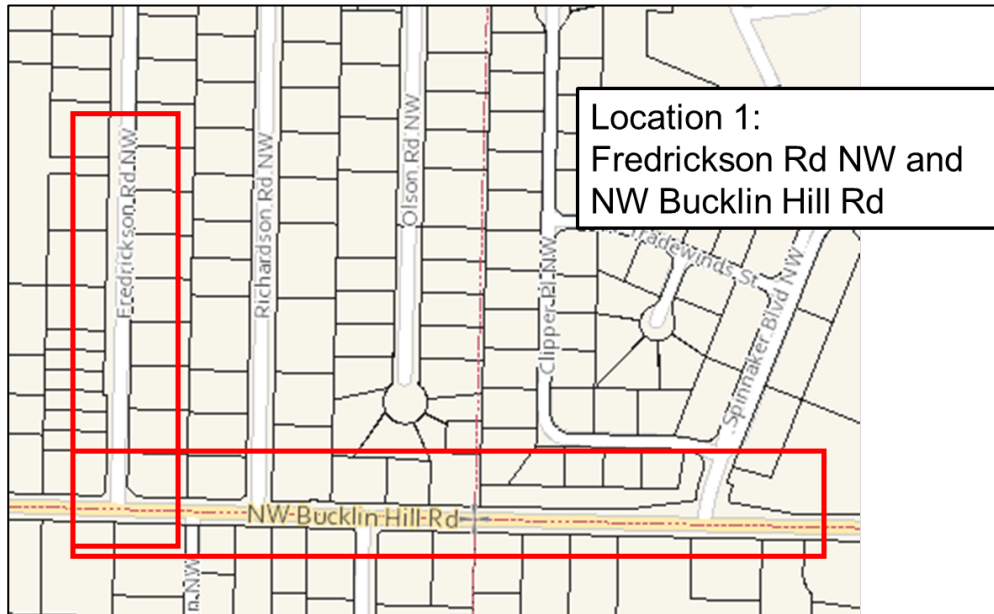 Location 1:
Fredrickson Rd NW and
NW Bucklin Hill Rd
Fredrickson Rd NW
Richardson Rd NW
Olson Rd NW
Clipper Pl NW
Tradewinds St
Spinnaker Blvd NW
NW Bucklin Hill Rd
n NW